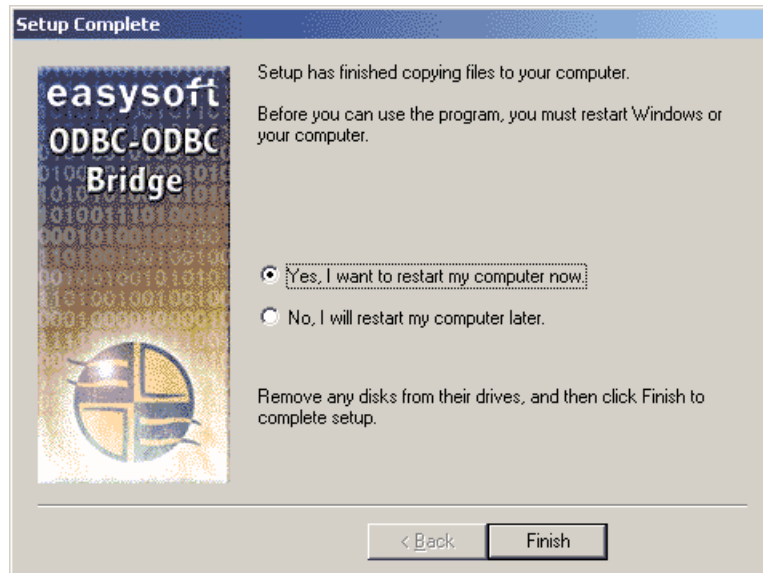 Setup Complete
easysoft
ODBC-ODBC
Bridge
Setup has finished copying files to your computer.
Before you can use the program, you must restart Windows or
your computer.
Yes, I want to restart my computer now.
No, I will restart my computer later.
Remove any disks from their drives, and then click Finish to
complete setup.
< Back
Finish